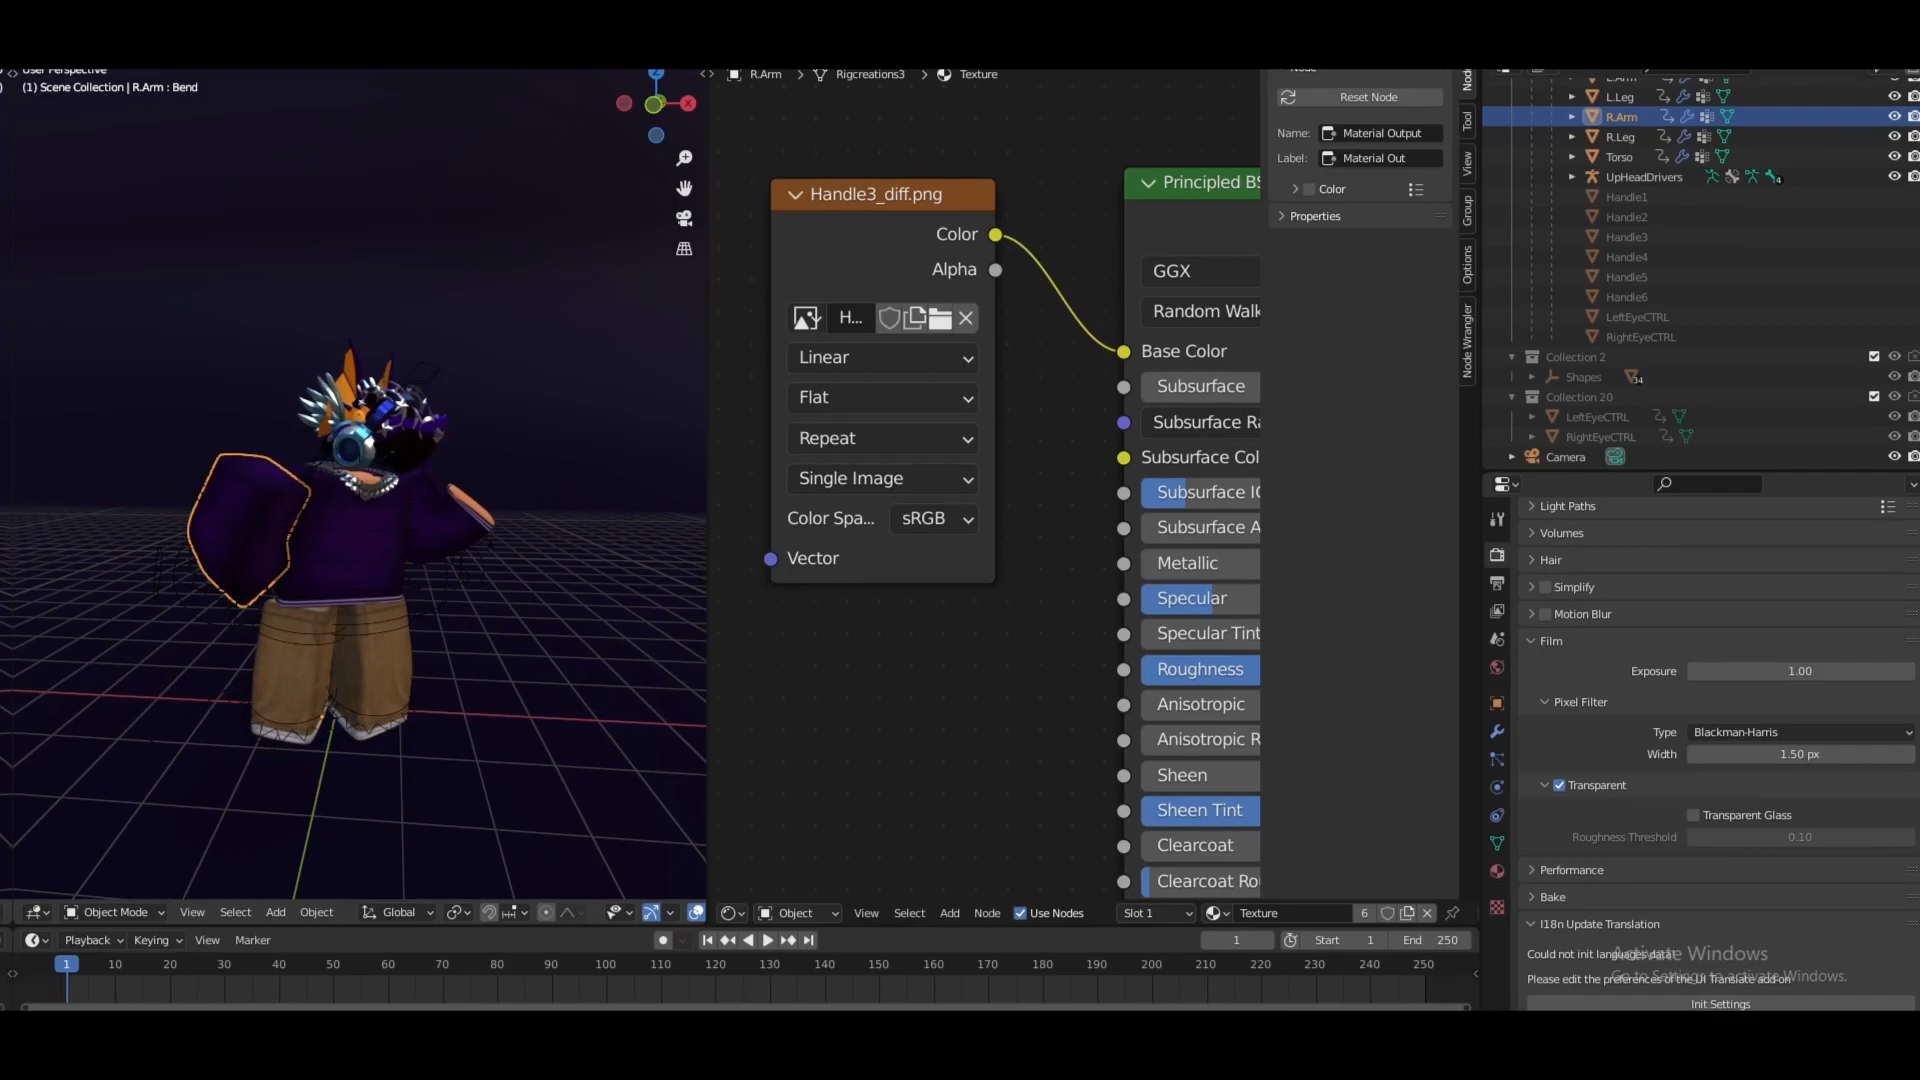 User Perspective
(1) Scene Collection | R.Arm : Bend
R.Arm
Rigcreations3
Texture
Handle3_diff.png
Color
Alpha
H...
Linear
Flat
Repeat
Single Image
Color Spa...
sRGB
Vector
Principled BS
GGX
Random Walk
Base Color
Subsurface
Subsurface Ra
Subsurface Col
Subsurface IO
Subsurface A
Metallic
Specular
Specular Tint
Roughness
Anisotropic
Anisotropic R
Sheen
Sheen Tint
Clearcoat
Clearcoat Ro
Node
Reset Node
Name: Material Output
Label: Material Out
Color
Properties
Node
Tool
View
Group
Options
Node Wrangler
L.Arm
L.Leg
R.Arm
R.Leg
Torso
UpHeadDrivers
4
Handle1
Handle2
Handle3
Handle4
Handle5
Handle6
LeftEyeCTRL
RightEyeCTRL
Collection 2
Shapes
34
Collection 20
LeftEyeCTRL
RightEyeCTRL
Camera
Light Paths
Volumes
Hair
Simplify
Motion Blur
Film
Exposure 1.00
Pixel Filter
Type Blackman-Harris
Width 1.50 px
Transparent
Transparent Glass
Roughness Threshold 0.10
Performance
Bake
I18n Update Translation
Could not init languages data!
Please edit the preferences of the UI Translate add-on
Init Settings
Activate Windows
Go to Settings to activate Windows.
Object Mode View Select Add Object Global
Object View Select Add Node Use Nodes Slot 1 Texture 6
Playback Keying View Marker 1 Start 1 End 250
1 10 20 30 40 50 60 70 80 90 100 110 120 130 140 150 160 170 180 190 200 210 220 230 240 250